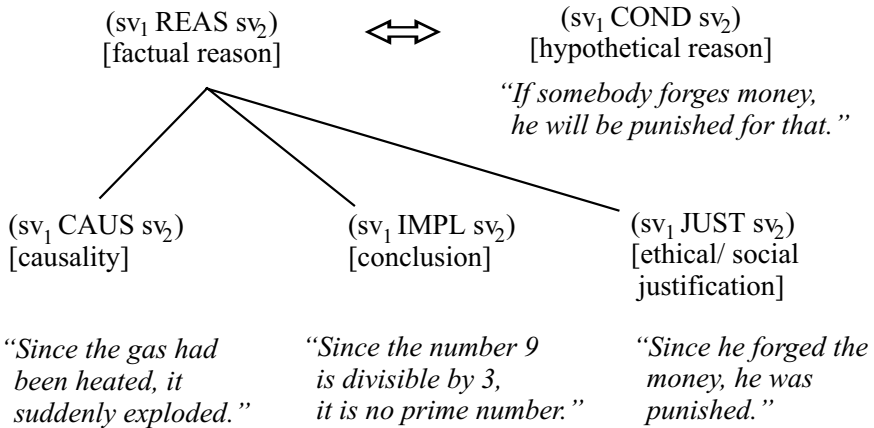 (sv₁ REAS sv₂)
[factual reason]
(sv₁ COND sv₂)
[hypothetical reason]
“If somebody forges money,
he will be punished for that.”
(sv₁ CAUS sv₂)
[causality]
(sv₁ IMPL sv₂)
[conclusion]
(sv₁ JUST sv₂)
[ethical/ social
justification]
“Since the gas had
been heated, it
suddenly exploded.”
“Since the number 9
is divisible by 3,
it is no prime number.”
“Since he forged the
money, he was
punished.”